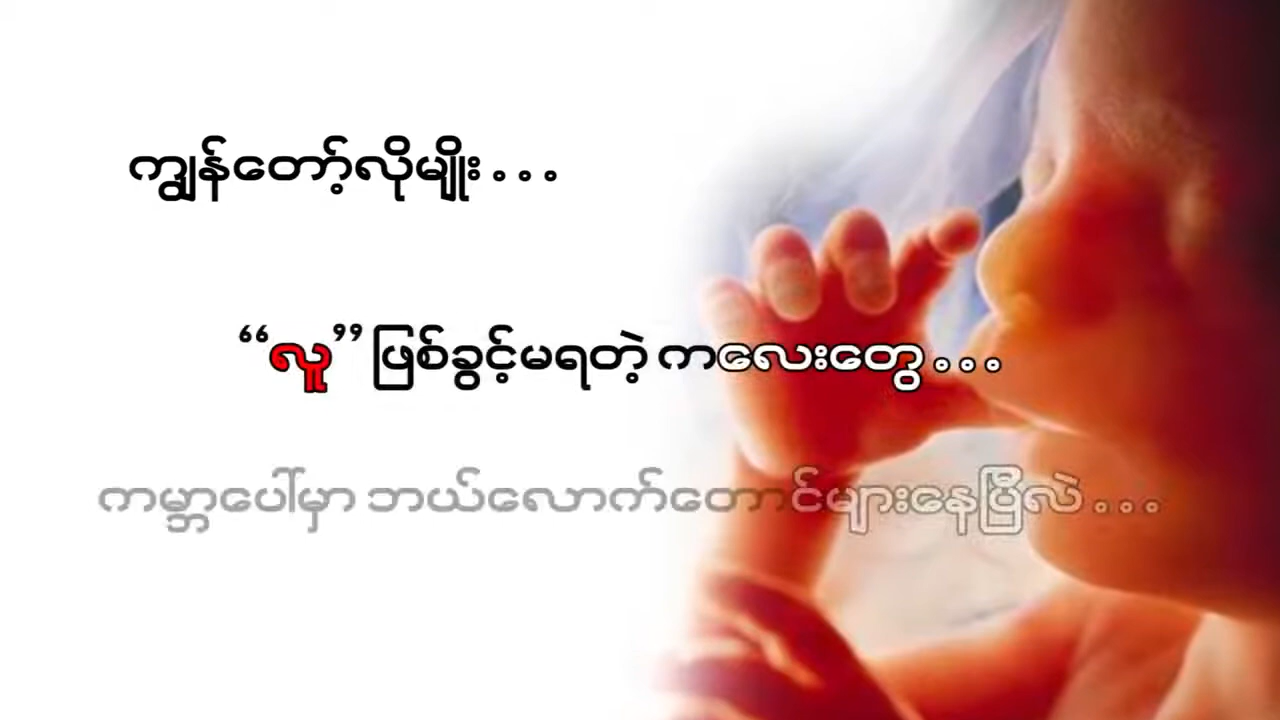 ကျွန်တော့်လိုမျိုး . . .
“လူ” ဖြစ်ခွင့်မရတဲ့ ကလေးတွေ . . .
ကမ္ဘာပေါ်မှာ ဘယ်လောက်တောင်များနေပြီလဲ . . .